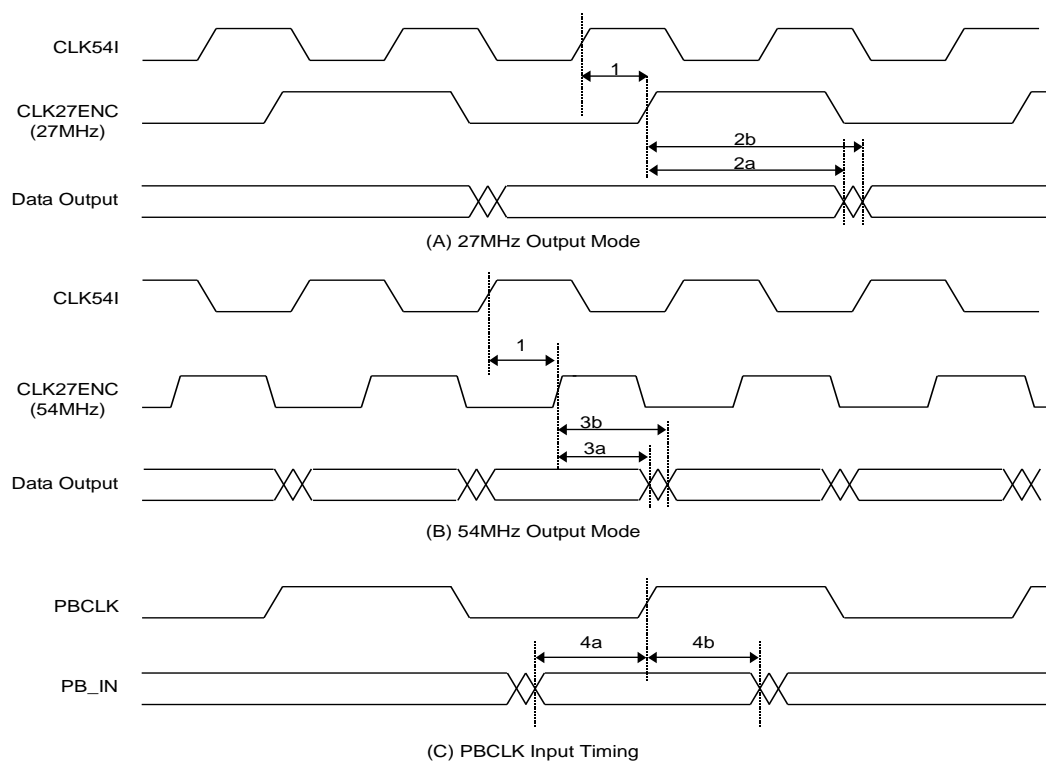 CLK54I
1
CLK27ENC
(27MHz)
2b
2a
Data Output
(A) 27MHz Output Mode
CLK54I
1
CLK27ENC
(54MHz)
3b
3a
Data Output
(B) 54MHz Output Mode
PBCLK
4a
4b
PB_IN
(C) PBCLK Input Timing